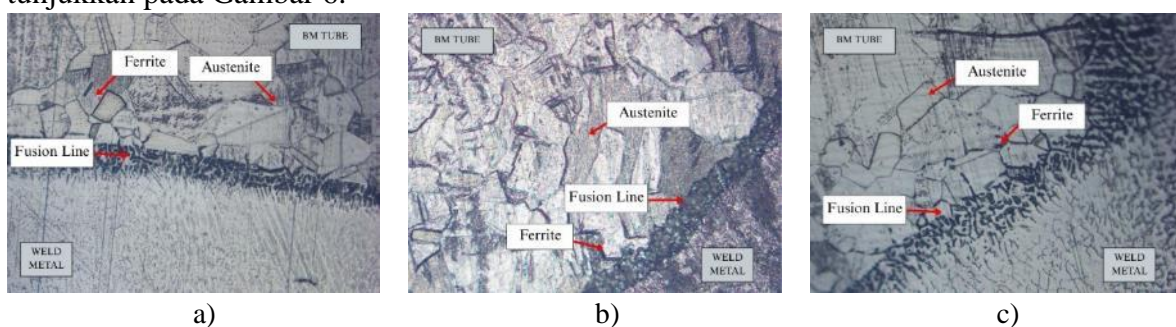 tunjukkan pada Gambar 8.
BM TUBE
Ferrite
Austenite
Fusion Line
WELD
METAL
a)
BM TUBE
Austenite
Fusion Line
Ferrite
WELD
METAL
b)
BM TUBE
Austenite
Ferrite
Fusion Line
WELD
METAL
c)